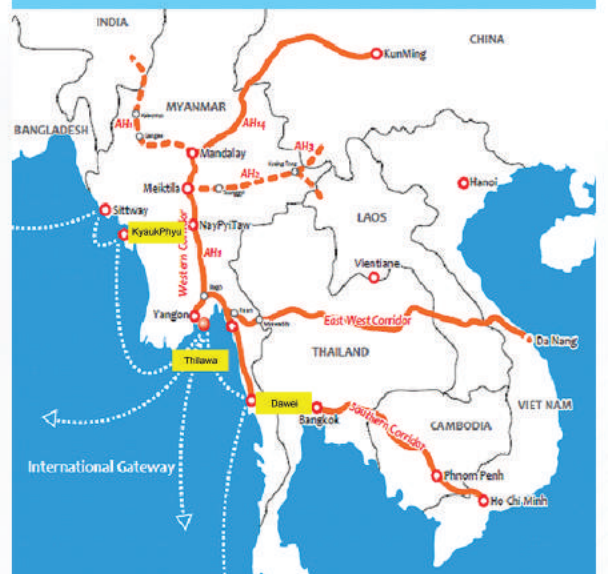 INDIA
CHINA
KunMing
MYANMAR
AH1
AH14
BANGLADESH
Mandalay
AH3
AH2
Meiktila
Hanoi
Sittway
KyaukPhyu
NayPyiTaw
LAOS
Western Corridor
AH1
Vientiane
Yangon
East-West Corridor
Da Nang
Thilawa
THAILAND
Dawei
Bangkok
Southern Corridor
VIET NAM
CAMBODIA
International Gateway
Phnom Penh
Ho Chi Minh